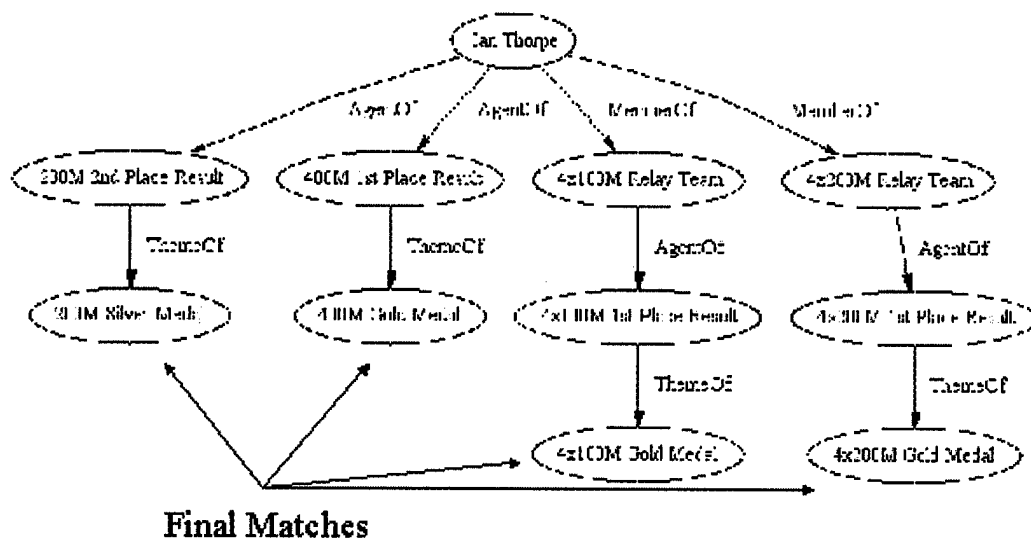 Ian Thorpe
AgentOf
AgentOf
MemberOf
MemberOf
200M 2nd Place Result
400M 1st Place Result
4x100M Relay Team
4x200M Relay Team
ThemeOf
ThemeOf
AgentOf
AgentOf
200M Silver Medal
400M Gold Medal
4x100M 1st Place Result
4x200M 1st Place Result
ThemeOf
ThemeOf
4x100M Gold Medal
4x200M Gold Medal
Final Matches